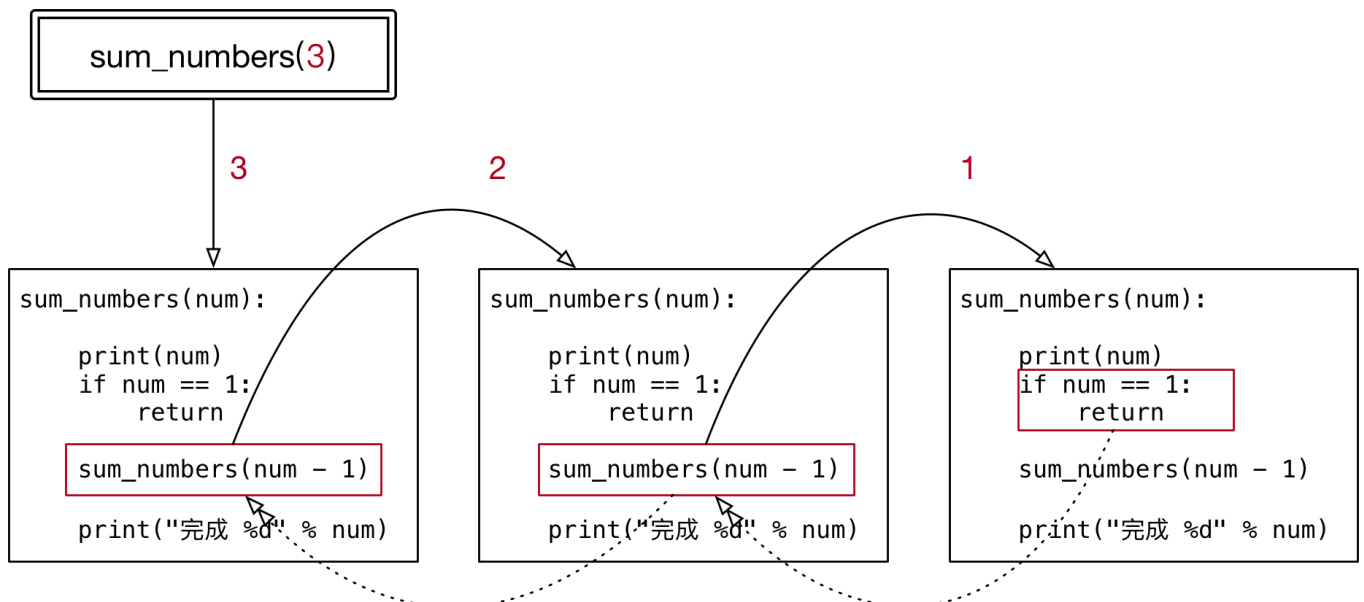 sum_numbers(3)
3
2
1
sum_numbers(num):
print(num)
if num == 1:
return
sum_numbers(num – 1)
print("完成 %d" % num)
sum_numbers(num):
print(num)
if num == 1:
return
sum_numbers(num – 1)
print("完成 %d" % num)
sum_numbers(num):
print(num)
if num == 1:
return
sum_numbers(num – 1)
print("完成 %d" % num)